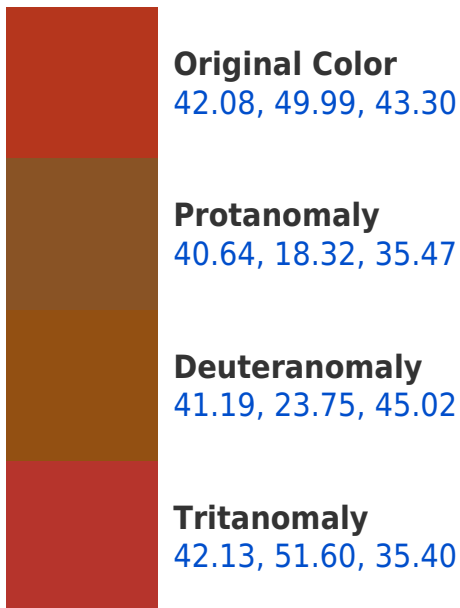 Original Color
42.08, 49.99, 43.30
Protanomaly
40.64, 18.32, 35.47
Deuteranomaly
41.19, 23.75, 45.02
Tritanomaly
42.13, 51.60, 35.40